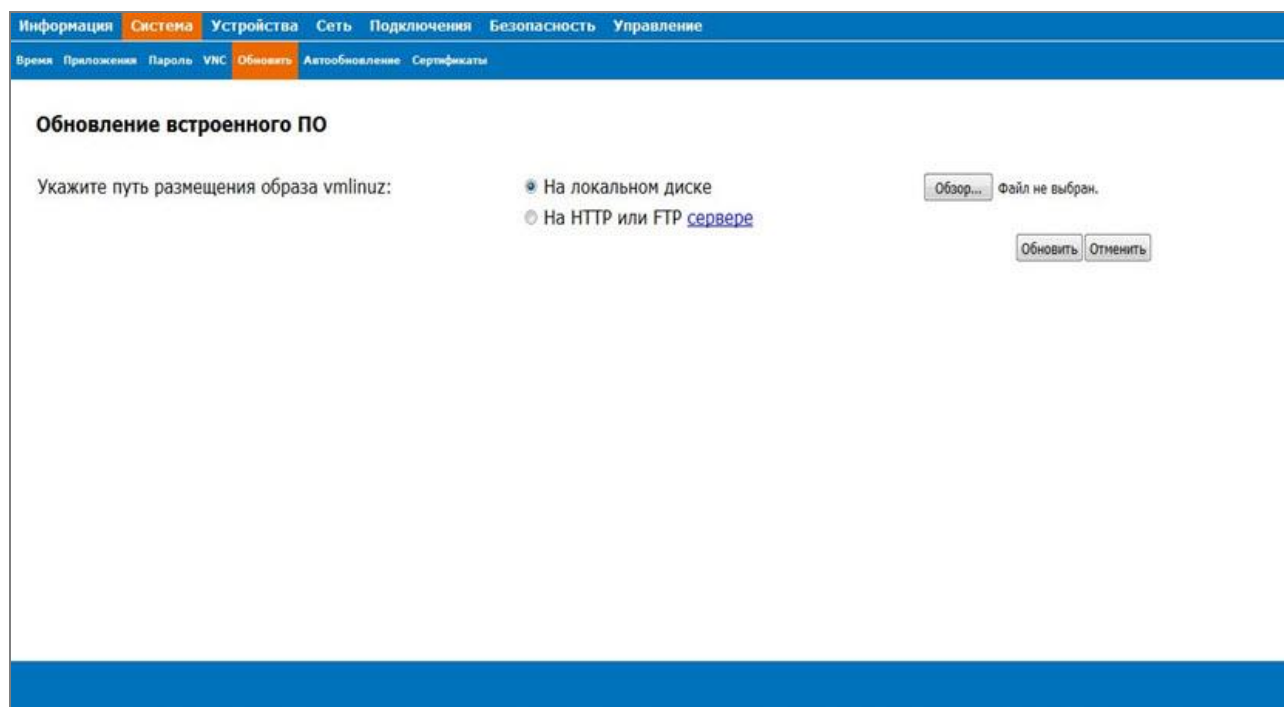 Информация Система Устройства Сеть Подключения Безопасность Управление
Время Приложения Пароль VNC Обновить Автообновление Сертификаты
Обновление встроенного ПО
Укажите путь размещения образа vmlinuz: На локальном диске Обзор... Файл не выбран.
На HTTP или FTP сервере
Обновить Отменить